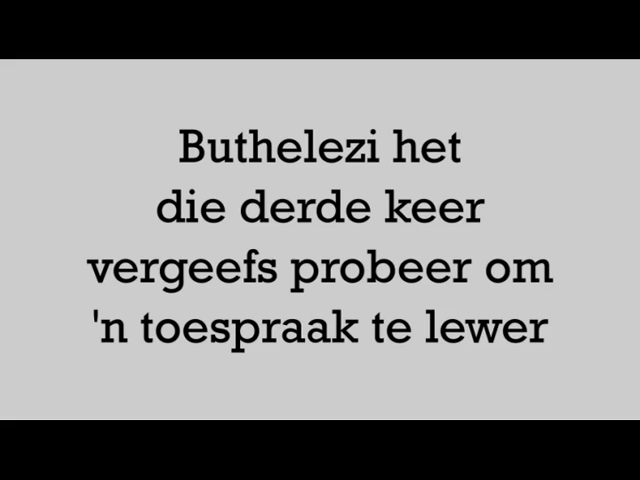 Buthelezi het
die derde keer
vergeefs probeer om
'n toespraak te lewer